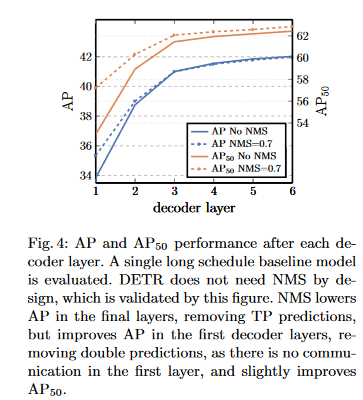 42
40
38
36
34
AP
62
60
58
56
54
AP50
AP No NMS
AP NMS=0.7
AP50 No NMS
AP50 NMS=0.7
1 2 3 4 5 6
decoder layer
Fig. 4: AP and AP50 performance after each de-
coder layer. A single long schedule baseline model
is evaluated. DETR does not need NMS by de-
sign, which is validated by this figure. NMS lowers
AP in the final layers, removing TP predictions,
but improves AP in the first decoder layers, re-
moving double predictions, as there is no commu-
nication in the first layer, and slightly improves
AP50.